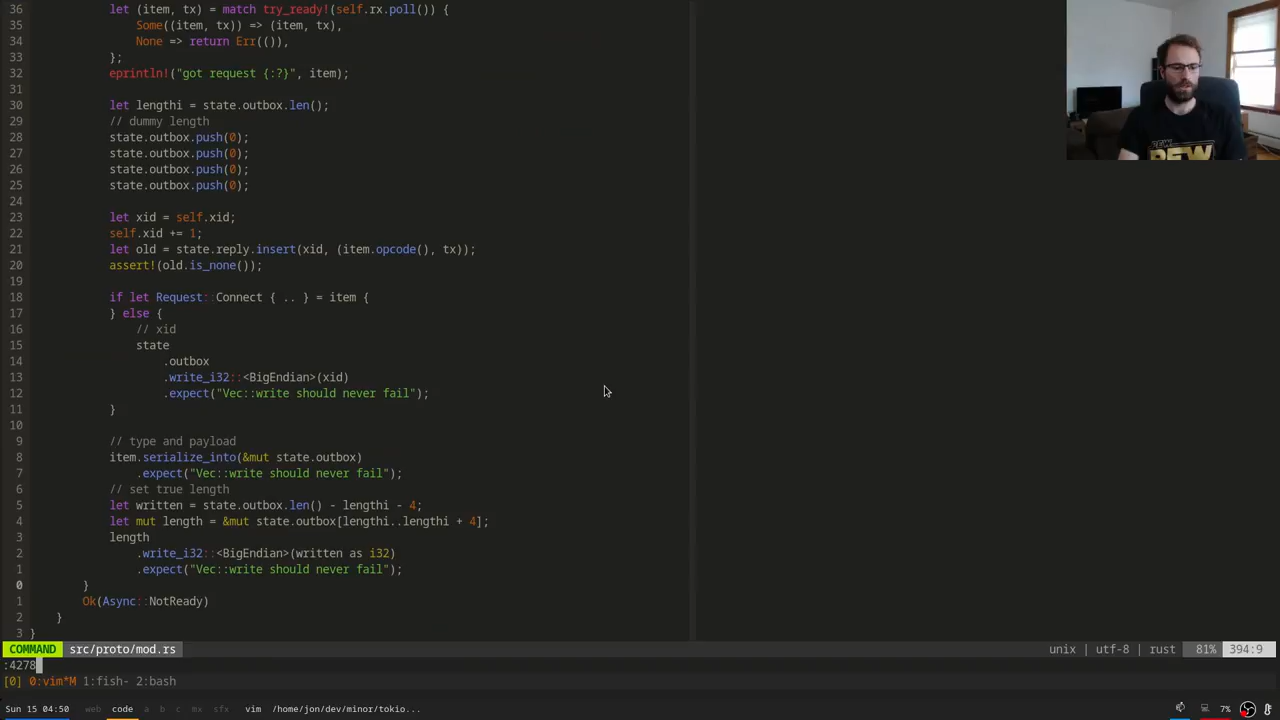 36 let (item, tx) = match try_ready!(self.rx.poll()) {
35 Some((item, tx)) => (item, tx),
34 None => return Err(()),
33 };
32 eprintln!("got request {:?}", item);
31
30 let lengthi = state.outbox.len();
29 // dummy length
28 state.outbox.push(0);
27 state.outbox.push(0);
26 state.outbox.push(0);
25 state.outbox.push(0);
24
23 let xid = self.xid;
22 self.xid += 1;
21 let old = state.reply.insert(xid, (item.opcode(), tx));
20 assert!(old.is_none());
19
18 if let Request::Connect { .. } = item {
17 } else {
16 // xid
15 state
14 .outbox
13 .write_i32::<BigEndian>(xid)
12 .expect("Vec::write should never fail");
11 }
10
9 // type and payload
8 item.serialize_into(&mut state.outbox)
7 .expect("Vec::write should never fail");
6 // set true length
5 let written = state.outbox.len() - lengthi - 4;
4 let mut length = &mut state.outbox[lengthi..lengthi + 4];
3 length
2 .write_i32::<BigEndian>(written as i32)
1 .expect("Vec::write should never fail");
0 }
1 Ok(Async::NotReady)
2 }
3 }
COMMAND src/proto/mod.rs unix | utf-8 | rust 81% 394:9
:4278
[0] 0:vim*M 1:fish- 2:bash
Sun 15 04:50 web code a b c mx sfx vim /home/jon/dev/minor/tokio... 7%